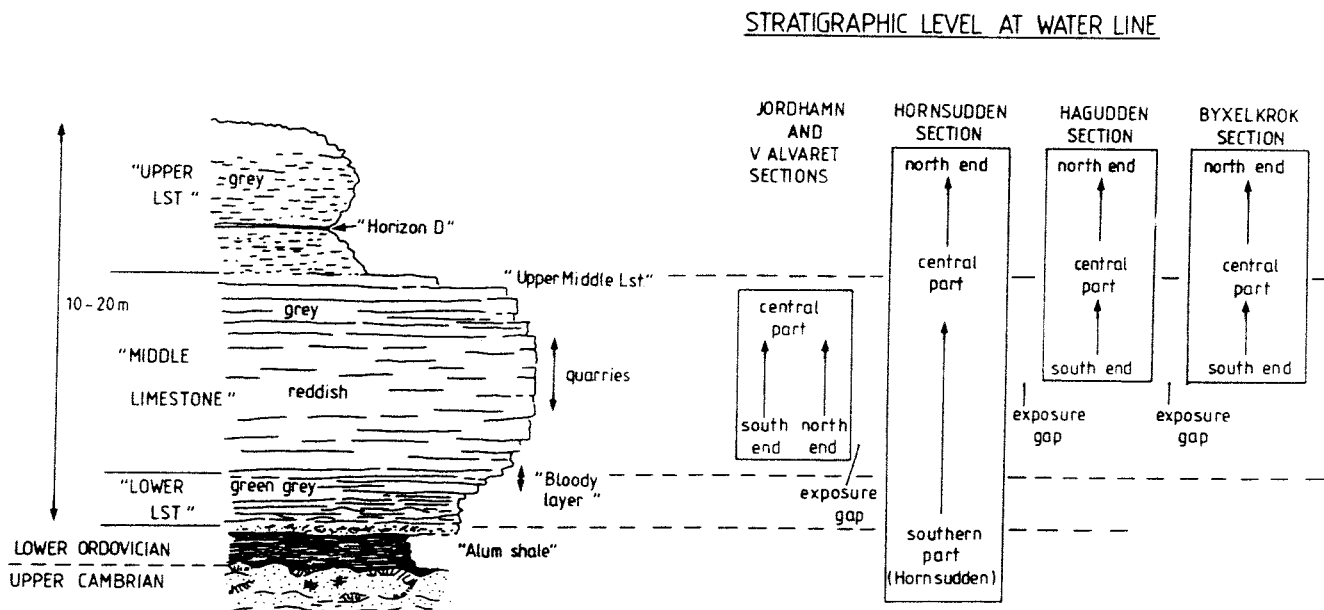 STRATIGRAPHIC LEVEL AT WATER LINE
JORDHAMN
AND
V ALVARET
SECTIONS
HORNSUDDEN
SECTION
HAGUDDEN
SECTION
BYXELKROK
SECTION
"UPPER
LST"
grey
"Horizon D"
"Upper Middle Lst."
10-20m
grey
"MIDDLE
LIMESTONE"
reddish
quarries
"LOWER
LST"
green grey
"Bloody
layer"
"Alum shale"
LOWER ORDOVICIAN
UPPER CAMBRIAN
central
part
south
end
north
end
exposure
gap
north end
central
part
southern
part
(Hornsudden)
north end
central
part
south end
exposure
gap
north end
central
part
south end
exposure
gap